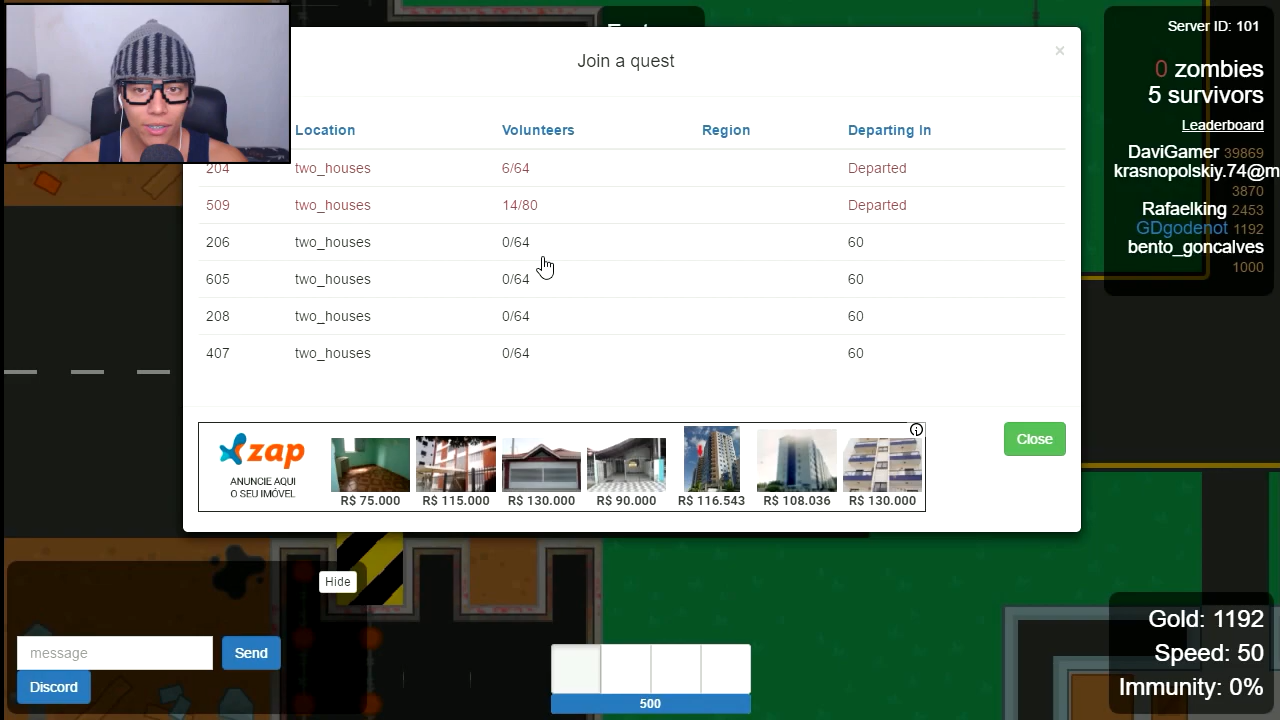 Server ID: 101
Join a quest
×
0 zombies
5 survivors
Leaderboard
Location Volunteers Region Departing In
DaviGamer 39869
krasnopolskiy.74@m
3870
204 two_houses 6/64 Departed
509 two_houses 14/80 Departed
Rafaelking 2453
GDgodenot 1192
206 two_houses 0/64 60
bento_goncalves
1000
605 two_houses 0/64 60
208 two_houses 0/64 60
407 two_houses 0/64 60
zap
ANUNCIE AQUI
O SEU IMÓVEL
R$ 75.000 R$ 115.000 R$ 130.000 R$ 90.000 R$ 116.543 R$ 108.036 R$ 130.000
Close
Hide
message
Send
Discord
500
Gold: 1192
Speed: 50
Immunity: 0%